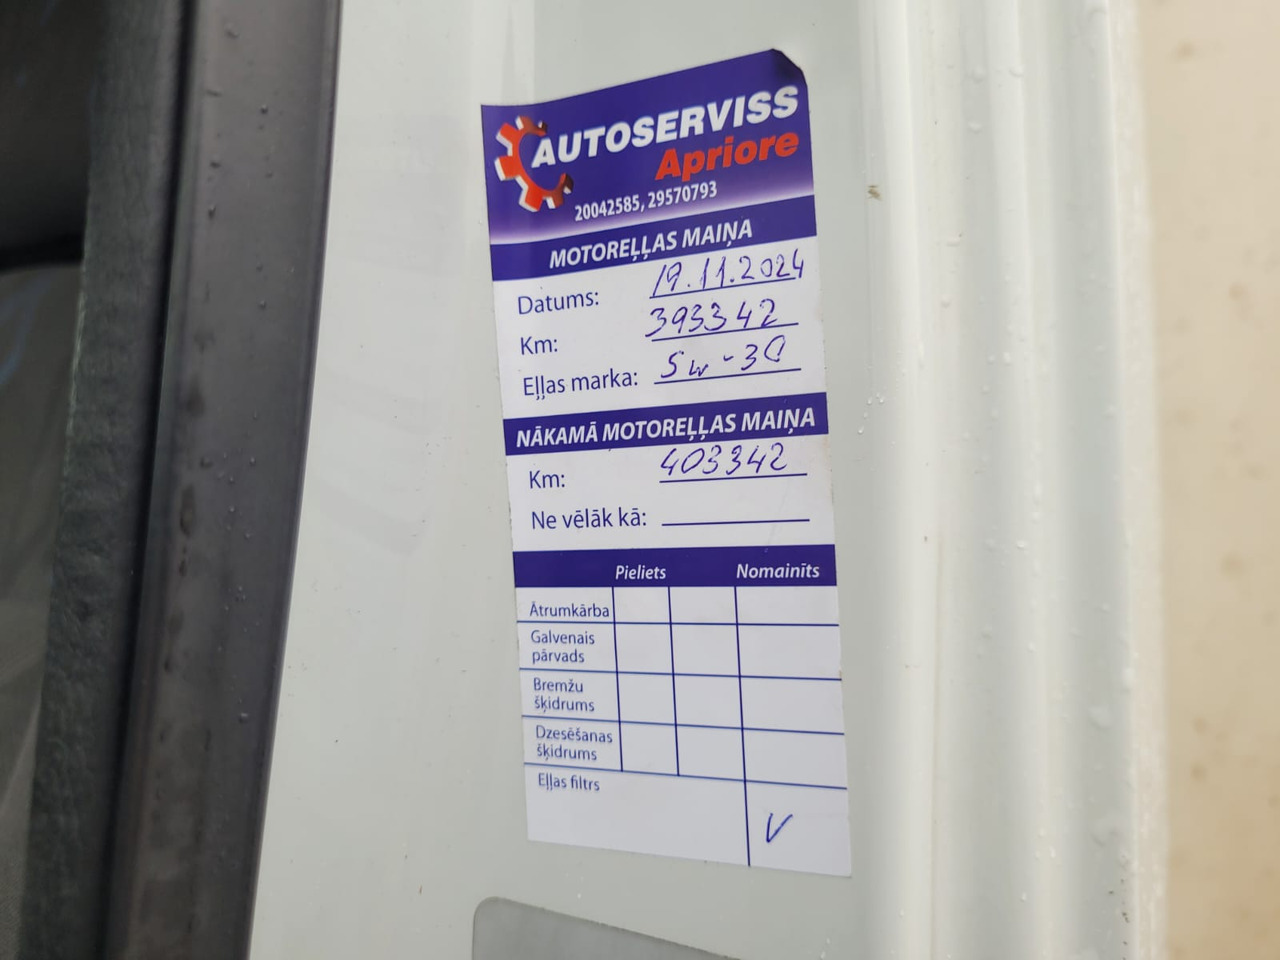 AUTOSERVISS
Apriore
20042585, 29570793
MOTOREĻĻAS MAIŅA
Datums: 19.11.2024
Km: 393342
Eļļas marka: 5w-30
NĀKAMĀ MOTOREĻĻAS MAIŅA
Km: 403342
Ne vēlāk kā:
Pieliets Nomainīts
Ātrumkārba
Galvenais
pārvads
Bremžu
šķidrums
Dzesēšanas
šķidrums
Eļļas filtrs V